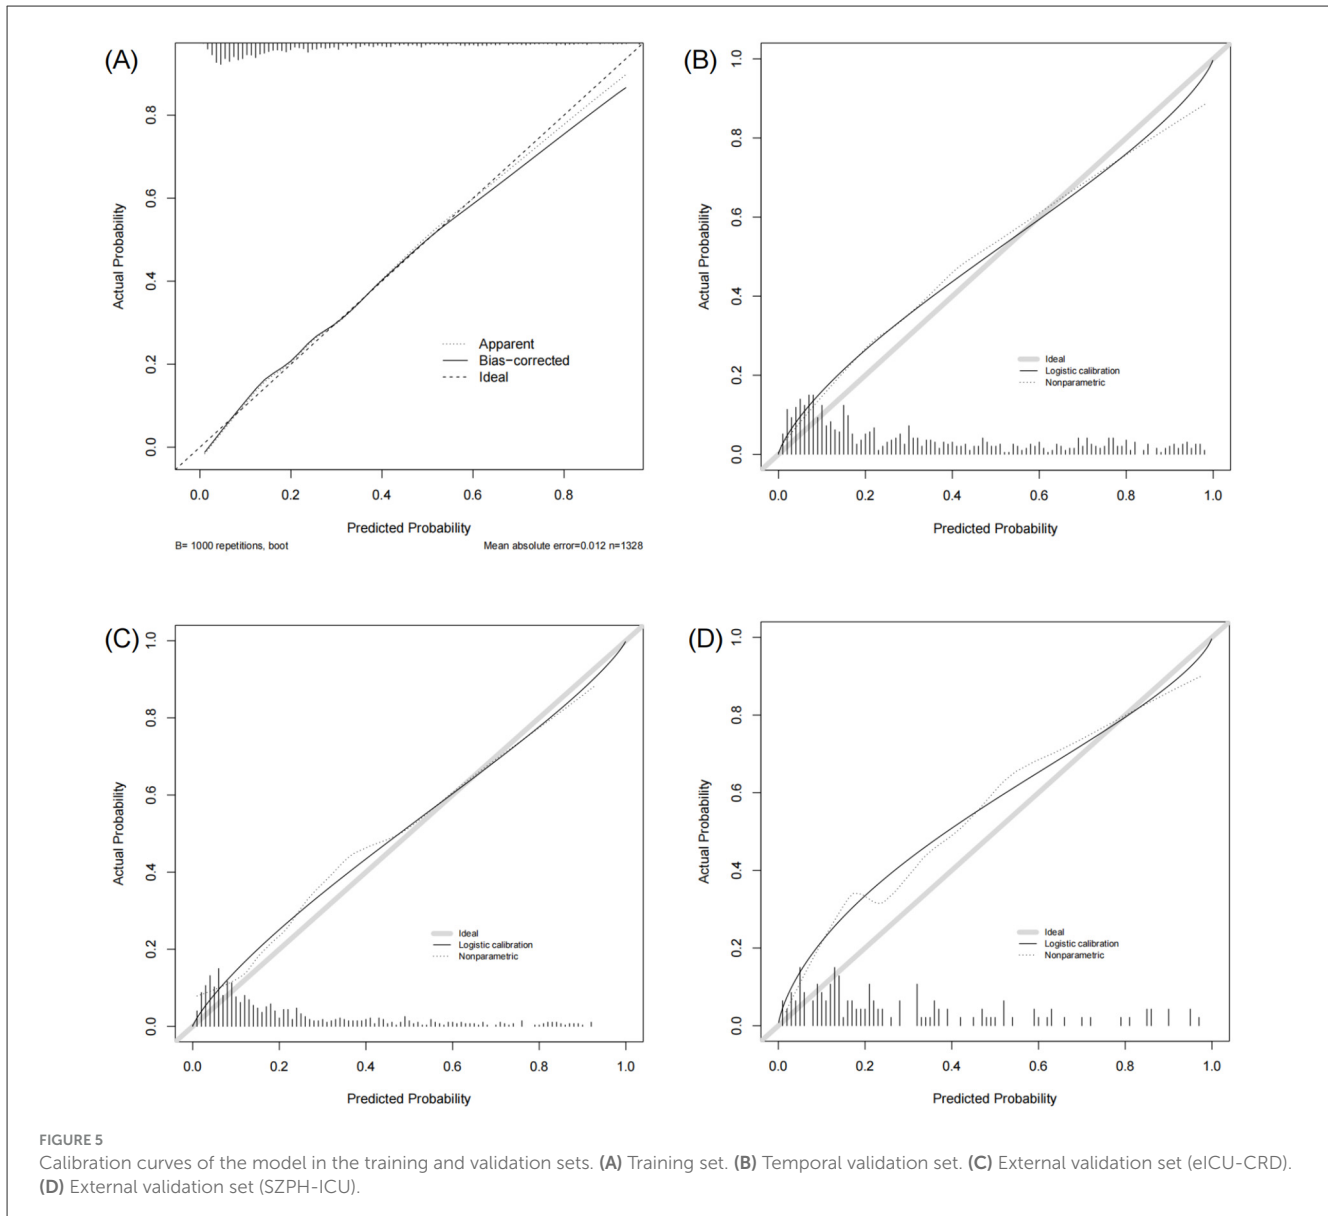 (A)
0.8
0.6
0.4
0.2
0.0
Actual Probability
Apparent
Bias-corrected
Ideal
0.0 0.2 0.4 0.6 0.8
Predicted Probability
B= 1000 repetitions, boot Mean absolute error=0.012 n=1328
(B)
1.0
0.8
0.6
0.4
0.2
0.0
Actual Probability
Ideal
Logistic calibration
Nonparametric
0.0 0.2 0.4 0.6 0.8 1.0
Predicted Probability
(C)
1.0
0.8
0.6
0.4
0.2
0.0
Actual Probability
Ideal
Logistic calibration
Nonparametric
0.0 0.2 0.4 0.6 0.8 1.0
Predicted Probability
(D)
1.0
0.8
0.6
0.4
0.2
0.0
Actual Probability
Ideal
Logistic calibration
Nonparametric
0.0 0.2 0.4 0.6 0.8 1.0
Predicted Probability
FIGURE 5
Calibration curves of the model in the training and validation sets. (A) Training set. (B) Temporal validation set. (C) External validation set (eICU-CRD).
(D) External validation set (SZPH-ICU).